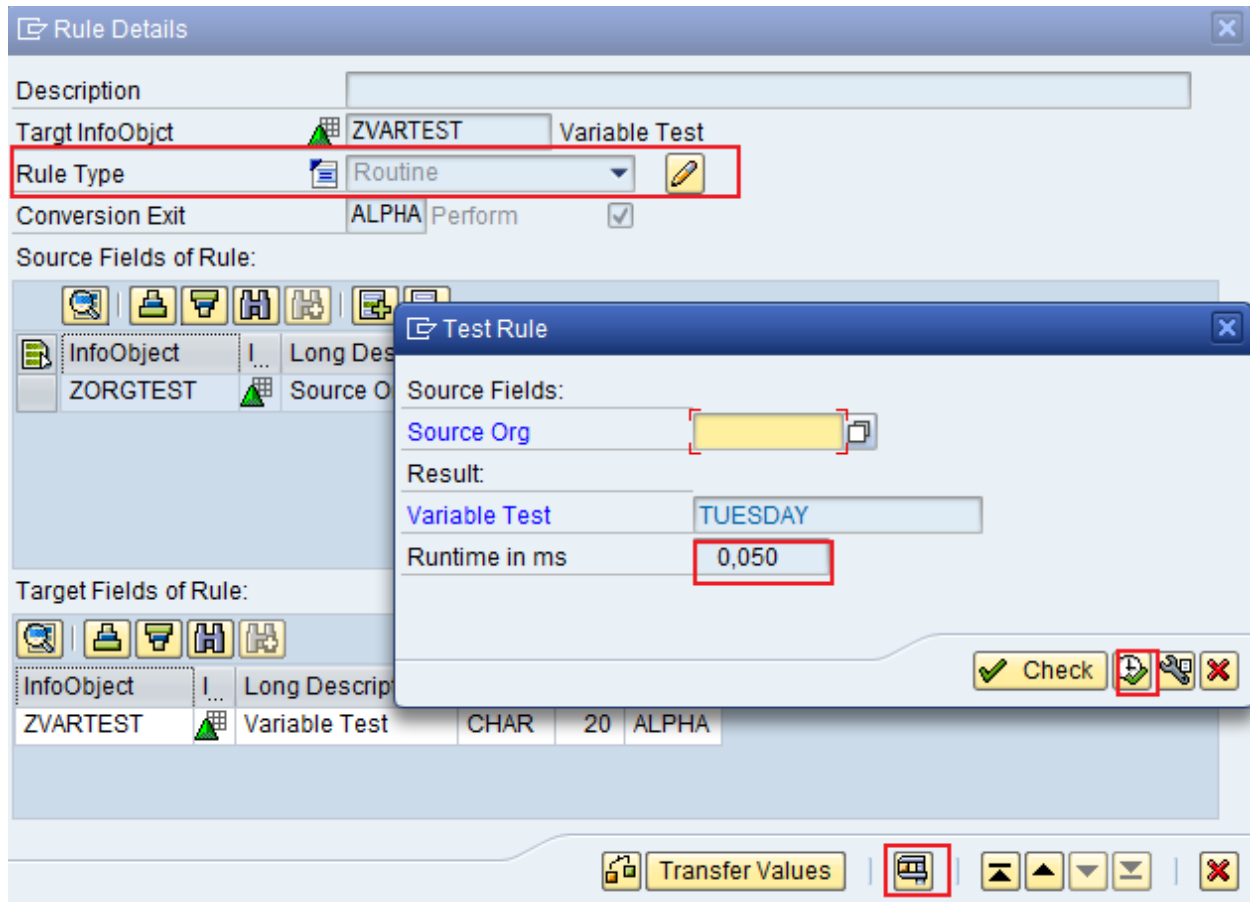 Rule Details
Description
Targt InfoObjct ZVARTEST Variable Test
Rule Type Routine
Conversion Exit ALPHA Perform
Source Fields of Rule:
InfoObject I... Long Des
ZORGTEST Source O
Test Rule
Source Fields:
Source Org
Result:
Variable Test TUESDAY
Runtime in ms 0,050
Check
Target Fields of Rule:
InfoObject I... Long Descrip
ZVARTEST Variable Test CHAR 20 ALPHA
Transfer Values